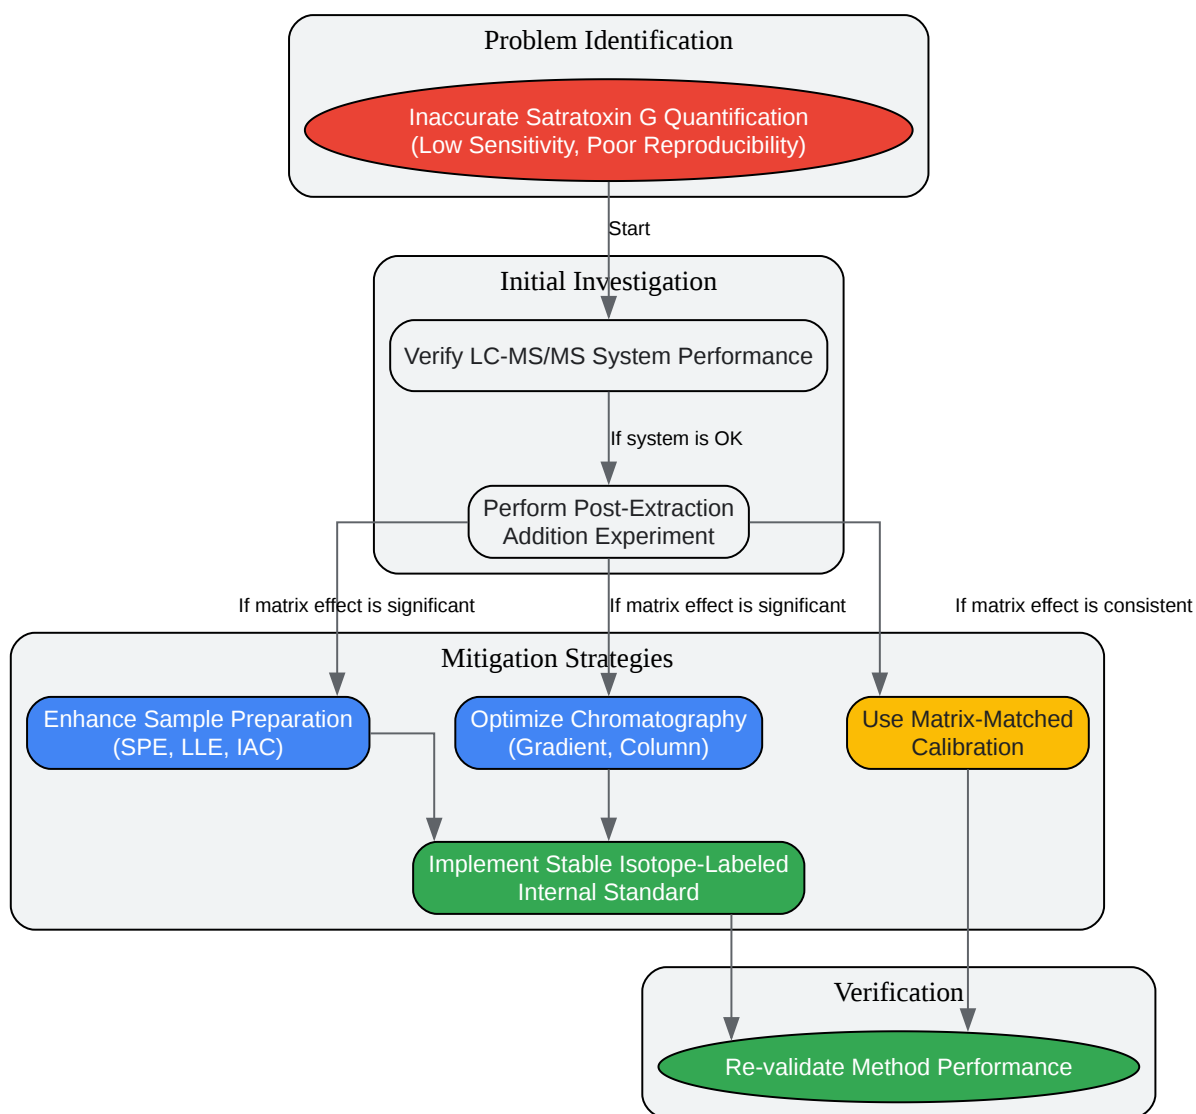 Problem Identification
Inaccurate Satratoxin G Quantification
(Low Sensitivity, Poor Reproducibility)
Start
Initial Investigation
Verify LC-MS/MS System Performance
If system is OK
Perform Post-Extraction
Addition Experiment
If matrix effect is significant
If matrix effect is significant
If matrix effect is consistent
Mitigation Strategies
Enhance Sample Preparation
(SPE, LLE, IAC)
Optimize Chromatography
(Gradient, Column)
Use Matrix-Matched
Calibration
Implement Stable Isotope-Labeled
Internal Standard
Verification
Re-validate Method Performance